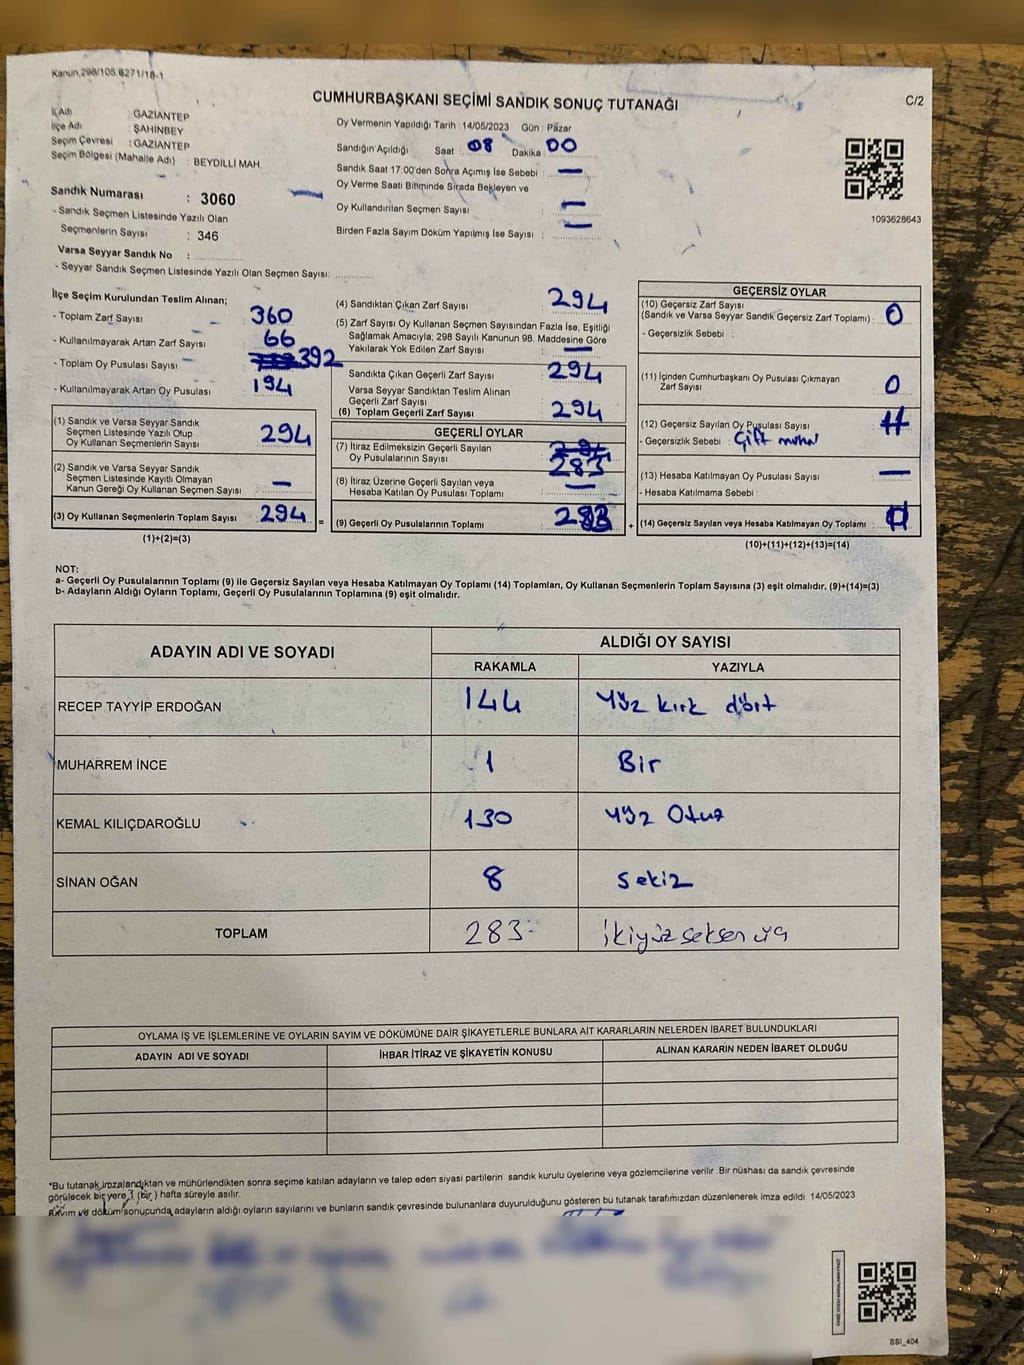 Kanun.298/105.6271/18-1
CUMHURBAŞKANI SEÇİMİ SANDIK SONUÇ TUTANAĞI
C/2
İl Adı : GAZİANTEP
İlçe Adı : ŞAHİNBEY
Seçim Çevresi : GAZİANTEP
Seçim Bölgesi (Mahalle Adı) : BEYDİLLİ MAH.
Sandık Numarası : 3060
- Sandık Seçmen Listesinde Yazılı Olan
Seçmenlerin Sayısı : 346
Varsa Seyyar Sandık No :
- Seyyar Sandık Seçmen Listesinde Yazılı Olan Seçmen Sayısı:
Oy Vermenin Yapıldığı Tarih : 14/05/2023 Gün : Pazar
Sandığın Açıldığı Saat : 08 Dakika : 00
Sandık Saat 17.00'den Sonra Açımış İse Sebebi : —
Oy Verme Saati Bitiminde Sırada Bekleyen ve
Oy Kullandırılan Seçmen Sayısı : —
Birden Fazla Sayım Döküm Yapılmış İse Sayısı : —
1093628643
İlçe Seçim Kurulundan Teslim Alınan;
- Toplam Zarf Sayısı : 360
- Kullanılmayarak Artan Zarf Sayısı : 66
- Toplam Oy Pusulası Sayısı : 392
- Kullanılmayarak Artan Oy Pusulası : 194
(1) Sandık ve Varsa Seyyar Sandık
Seçmen Listesinde Yazılı Olup
Oy Kullanan Seçmenlerin Sayısı : 294
(2) Sandık ve Varsa Seyyar Sandık
Seçmen Listesinde Kayıtlı Olmayan
Kanun Gereği Oy Kullanan Seçmen Sayısı : —
(3) Oy Kullanan Seçmenlerin Toplam Sayısı : 294 =
(1)+(2)=(3)
(4) Sandıktan Çıkan Zarf Sayısı : 294
(5) Zarf Sayısı Oy Kullanan Seçmen Sayısından Fazla İse, Eşitliği
Sağlamak Amacıyla; 298 Sayılı Kanunun 98. Maddesine Göre
Yakılarak Yok Edilen Zarf Sayısı : —
Sandıkta Çıkan Geçerli Zarf Sayısı : 294
Varsa Seyyar Sandıktan Teslim Alınan
Geçerli Zarf Sayısı :
(6) Toplam Geçerli Zarf Sayısı : 294
GEÇERLİ OYLAR
(7) İtiraz Edilmeksizin Geçerli Sayılan
Oy Pusulalarının Sayısı : 283
(8) İtiraz Üzerine Geçerli Sayılan veya
Hesaba Katılan Oy Pusulası Toplamı : —
(9) Geçerli Oy Pusulalarının Toplamı : 283 +
GEÇERSİZ OYLAR
(10) Geçersiz Zarf Sayısı
(Sandık ve Varsa Seyyar Sandık Geçersiz Zarf Toplamı) : 0
- Geçersizlik Sebebi :
(11) İçinden Cumhurbaşkanı Oy Pusulası Çıkmayan
Zarf Sayısı : 0
(12) Geçersiz Sayılan Oy Pusulası Sayısı : 11
- Geçersizlik Sebebi : Çift
(13) Hesaba Katılmayan Oy Pusulası Sayısı : —
- Hesaba Katılmama Sebebi :
(14) Geçersiz Sayılan veya Hesaba Katılmayan Oy Toplamı :
(10)+(11)+(12)+(13)=(14)
NOT:
a- Geçerli Oy Pusulalarının Toplamı (9) ile Geçersiz Sayılan veya Hesaba Katılmayan Oy Toplamı (14) Toplamları, Oy Kullanan Seçmenlerin Toplam Sayısına (3) eşit olmalıdır. (9)+(14)=(3)
b- Adayların Aldığı Oyların Toplamı, Geçerli Oy Pusulalarının Toplamına (9) eşit olmalıdır.
ADAYIN ADI VE SOYADI ALDIĞI OY SAYISI
RAKAMLA YAZIYLA
RECEP TAYYİP ERDOĞAN 144 Yüz kırk dört
MUHARREM İNCE 1 Bir
KEMAL KILIÇDAROĞLU 130 Yüz Otuz
SİNAN OĞAN 8 sekiz
TOPLAM 283 ikiyüz seksen üç
OYLAMA İŞ VE İŞLEMLERİNE VE OYLARIN SAYIM VE DÖKÜMÜNE DAİR ŞİKAYETLERLE BUNLARA AİT KARARLARIN NELERDEN İBARET BULUNDUKLARI
ADAYIN ADI VE SOYADI İHBAR İTİRAZ VE ŞİKAYETİN KONUSU ALINAN KARARIN NEDEN İBARET OLDUĞU
*Bu tutanak imzalandıktan ve mühürlendikten sonra seçime katılan adayların ve talep eden siyasi partilerin sandık kurulu üyelerine veya gözlemcilerine verilir .Bir nüshası da sandık çevresinde
görülecek bir yere 1 (bir) hafta süreyle asılır.
Sayım ve döküm sonucunda adayların aldığı oyların sayılarını ve bunların sandık çevresinde bulunanlara duyurulduğunu gösteren bu tutanak tarafımızdan düzenlenerek imza edildi. 14/05/2023
SSI_404